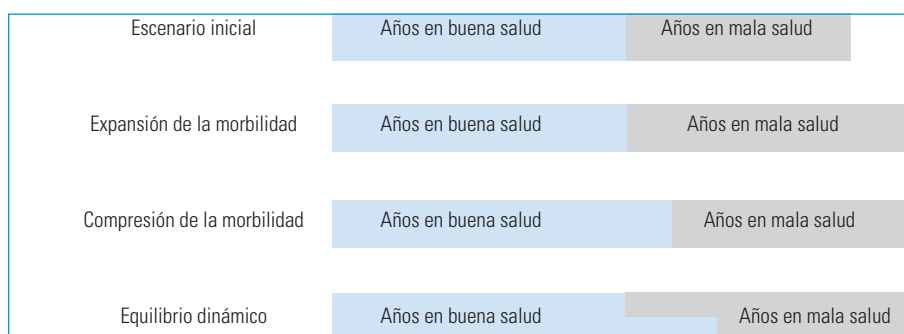 Escenario inicial Años en buena salud Años en mala salud
Expansión de la morbilidad Años en buena salud Años en mala salud
Compresión de la morbilidad Años en buena salud Años en mala salud
Equilibrio dinámico Años en buena salud Años en mala salud